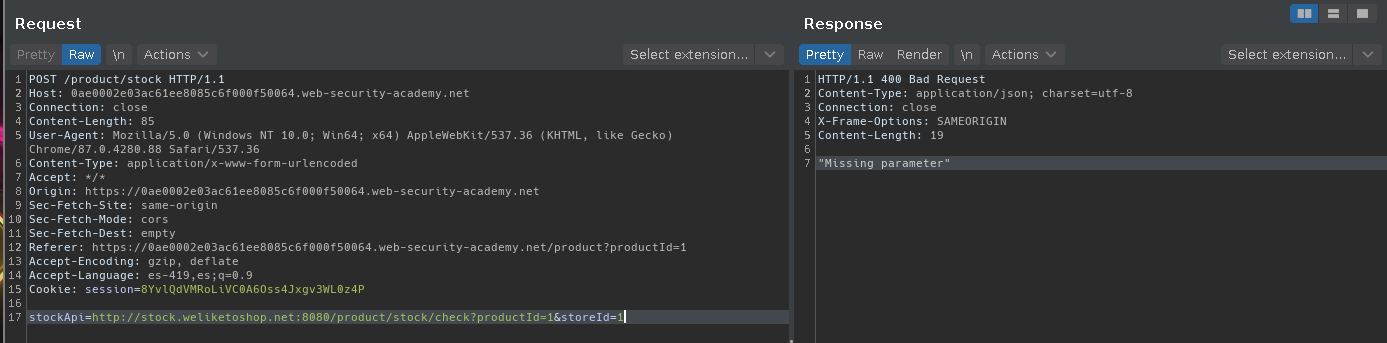 Request
Pretty Raw \n Actions Select extension...
1 POST /product/stock HTTP/1.1
2 Host: 0ae0002e03ac61ee8085c6f000f50064.web-security-academy.net
3 Connection: close
4 Content-Length: 85
5 User-Agent: Mozilla/5.0 (Windows NT 10.0; Win64; x64) AppleWebKit/537.36 (KHTML, like Gecko)
Chrome/87.0.4280.88 Safari/537.36
6 Content-Type: application/x-www-form-urlencoded
7 Accept: */*
8 Origin: https://0ae0002e03ac61ee8085c6f000f50064.web-security-academy.net
9 Sec-Fetch-Site: same-origin
10 Sec-Fetch-Mode: cors
11 Sec-Fetch-Dest: empty
12 Referer: https://0ae0002e03ac61ee8085c6f000f50064.web-security-academy.net/product?productId=1
13 Accept-Encoding: gzip, deflate
14 Accept-Language: es-419,es;q=0.9
15 Cookie: session=8YvlQdVMRoLiVC0A6Oss4Jxgv3WL0z4P
16
17 stockApi=http://stock.weliketoshop.net:8080/product/stock/check?productId=1&storeId=1
Response
Pretty Raw Render \n Actions Select extension...
1 HTTP/1.1 400 Bad Request
2 Content-Type: application/json; charset=utf-8
3 Connection: close
4 X-Frame-Options: SAMEORIGIN
5 Content-Length: 19
6
7 "Missing parameter"